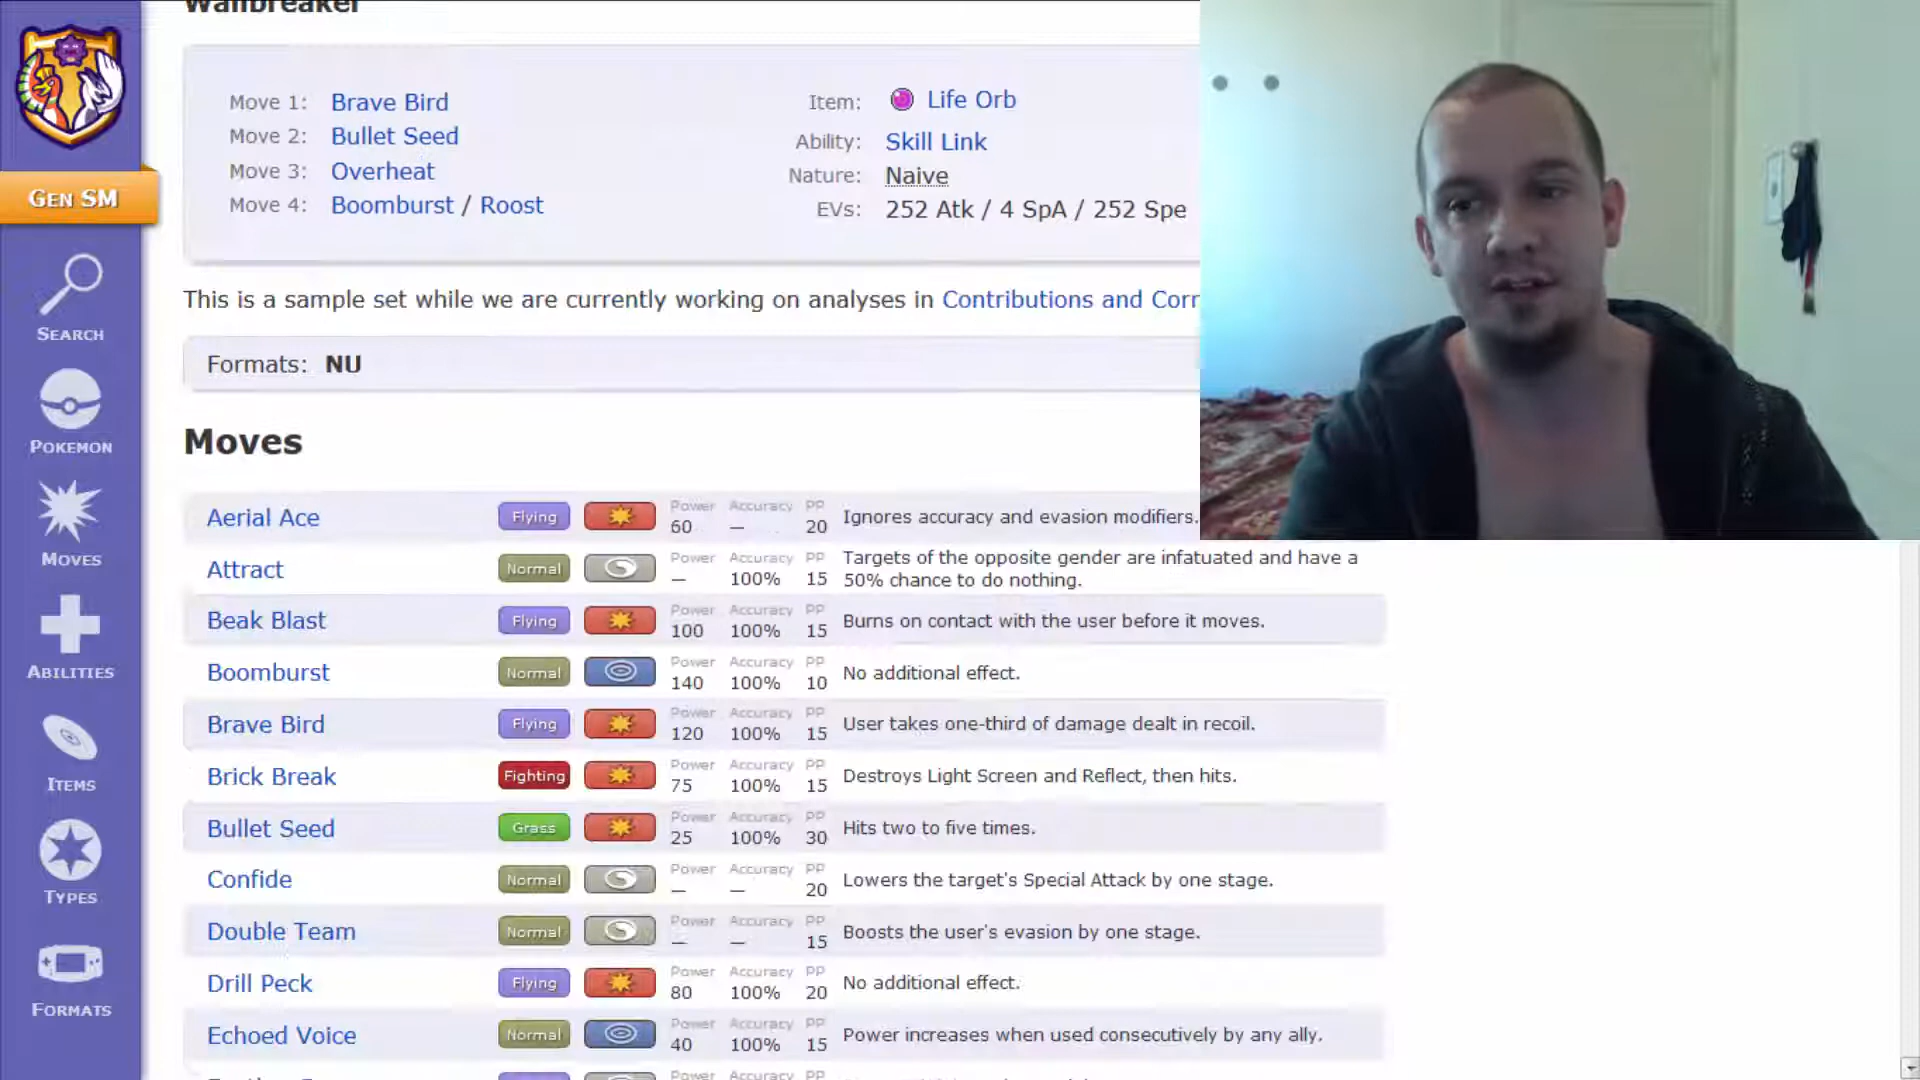 Wallbreaker
Move 1: Brave Bird
Move 2: Bullet Seed
Move 3: Overheat
Move 4: Boomburst / Roost
Item: Life Orb
Ability: Skill Link
Nature: Naive
EVs: 252 Atk / 4 SpA / 252 Spe
This is a sample set while we are currently working on analyses in Contributions and Corr
Formats: NU
Moves
Aerial Ace Flying Power 60 Accuracy — PP 20 Ignores accuracy and evasion modifiers.
Attract Normal Power — Accuracy 100% PP 15 Targets of the opposite gender are infatuated and have a
50% chance to do nothing.
Beak Blast Flying Power 100 Accuracy 100% PP 15 Burns on contact with the user before it moves.
Boomburst Normal Power 140 Accuracy 100% PP 10 No additional effect.
Brave Bird Flying Power 120 Accuracy 100% PP 15 User takes one-third of damage dealt in recoil.
Brick Break Fighting Power 75 Accuracy 100% PP 15 Destroys Light Screen and Reflect, then hits.
Bullet Seed Grass Power 25 Accuracy 100% PP 30 Hits two to five times.
Confide Normal Power — Accuracy — PP 20 Lowers the target's Special Attack by one stage.
Double Team Normal Power — Accuracy — PP 15 Boosts the user's evasion by one stage.
Drill Peck Flying Power 80 Accuracy 100% PP 20 No additional effect.
Echoed Voice Normal Power 40 Accuracy 100% PP 15 Power increases when used consecutively by any ally.
Power Accuracy PP
GEN SM
SEARCH
POKEMON
MOVES
ABILITIES
ITEMS
TYPES
FORMATS